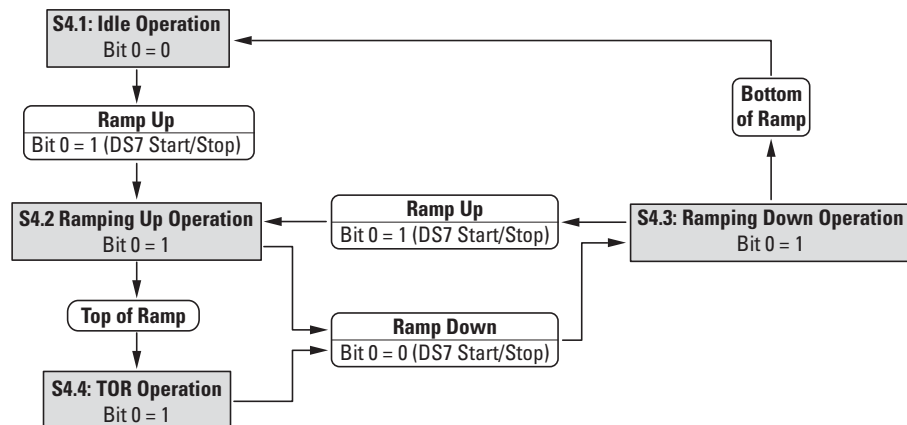 S4.1: Idle Operation
Bit 0 = 0
Ramp Up
Bit 0 = 1 (DS7 Start/Stop)
Bottom
of Ramp
S4.2 Ramping Up Operation
Bit 0 = 1
Ramp Up
Bit 0 = 1 (DS7 Start/Stop)
S4.3: Ramping Down Operation
Bit 0 = 1
Top of Ramp
Ramp Down
Bit 0 = 0 (DS7 Start/Stop)
S4.4: TOR Operation
Bit 0 = 1